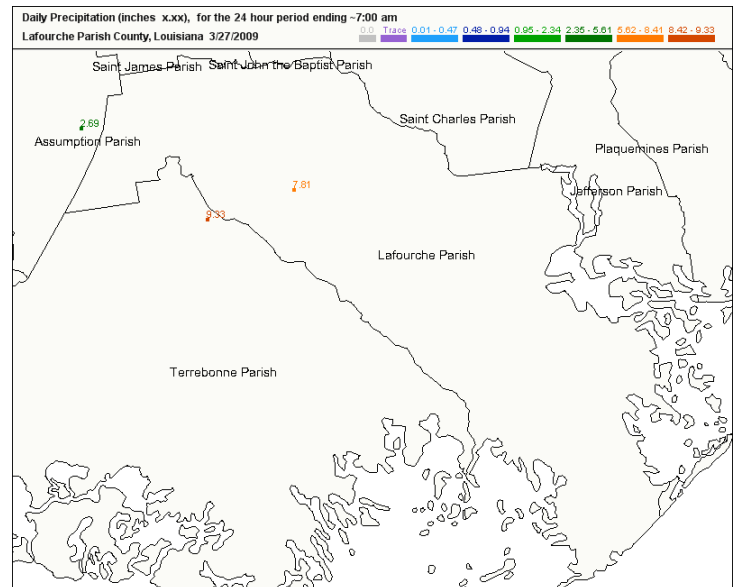 Daily Precipitation (inches x.xx), for the 24 hour period ending ~7:00 am
Lafourche Parish County, Louisiana 3/27/2009
0.0 Trace 0.01 - 0.47 0.48 - 0.94 0.95 - 2.34 2.35 - 5.61 5.62 - 8.41 8.42 - 9.33
Saint James Parish Saint John the Baptist Parish
Saint Charles Parish
2.69
Assumption Parish
Plaquemines Parish
7.81
Jefferson Parish
9.33
Lafourche Parish
Terrebonne Parish